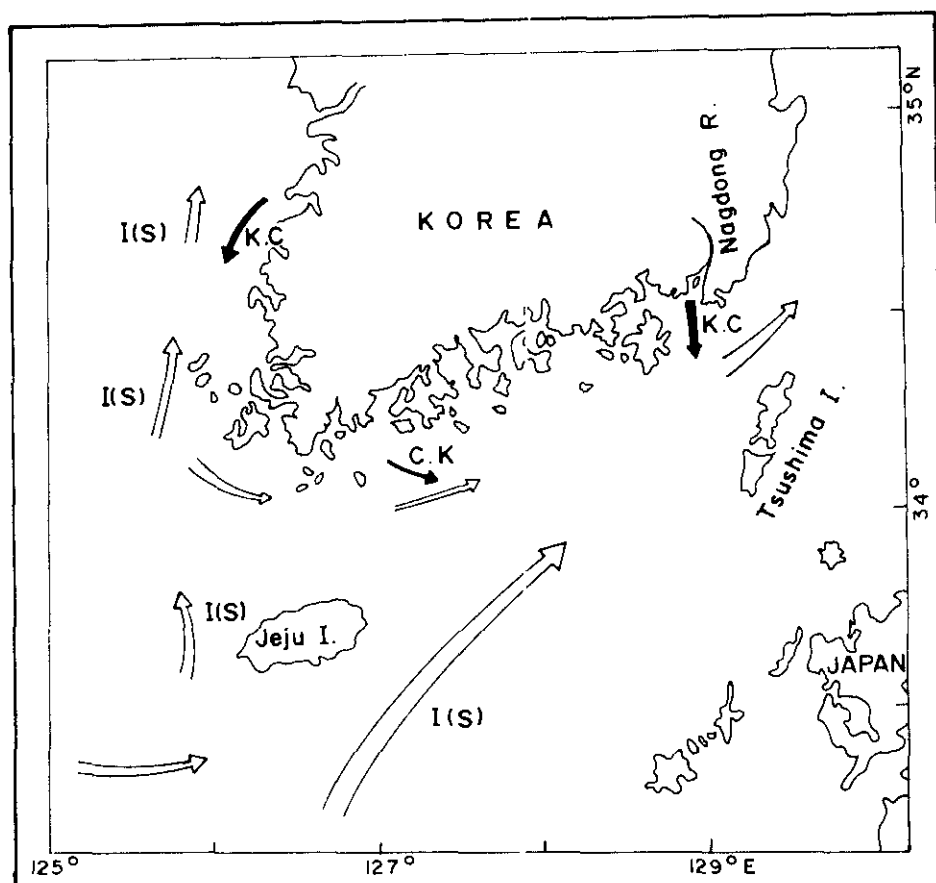 35°N
Nagdong R.
KOREA
I(S)
K.C
K.C
I(S)
Tsushima I.
C.K
34°
I(S)
Jeju I.
JAPAN
I(S)
125°
127°
129°E